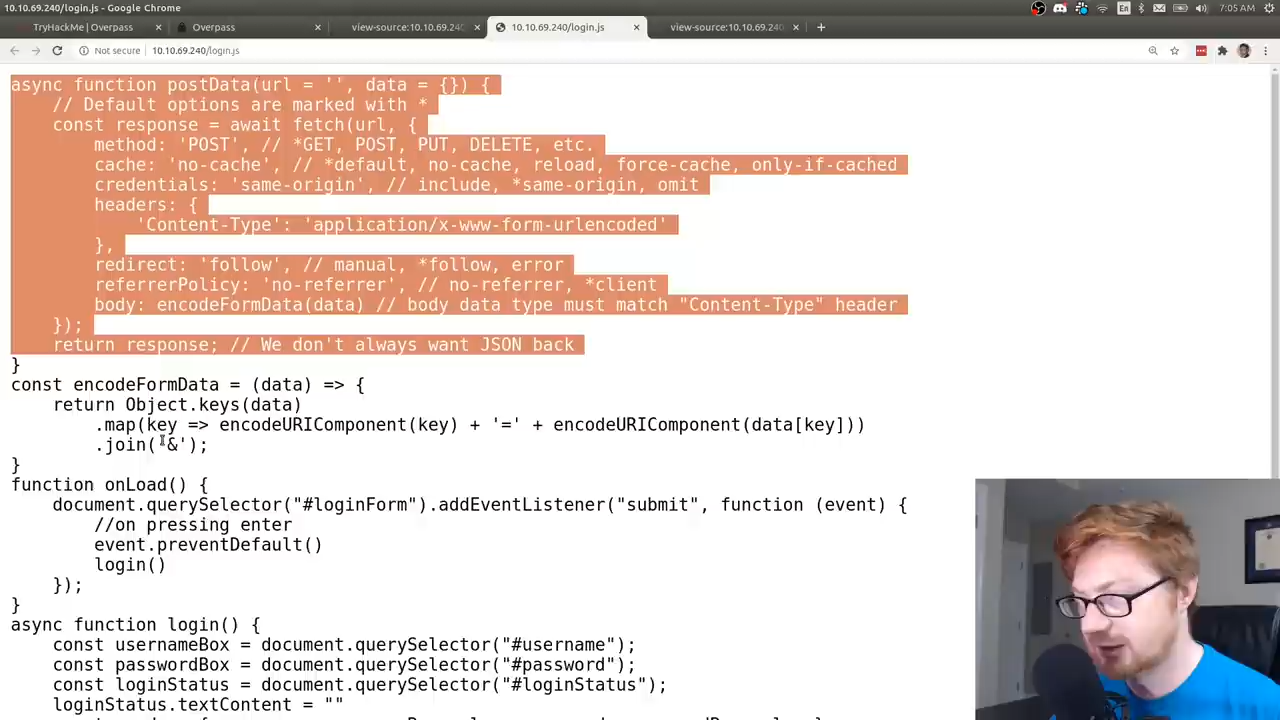 10.10.69.240/login.js - Google Chrome
En
7:05 AM
TryHackMe | Overpass
Overpass
view-source:10.10.69.240
10.10.69.240/login.js
view-source:10.10.69.240
Not secure
10.10.69.240/login.js
async function postData(url = '', data = {}) {
// Default options are marked with *
const response = await fetch(url, {
method: 'POST', // *GET, POST, PUT, DELETE, etc.
cache: 'no-cache', // *default, no-cache, reload, force-cache, only-if-cached
credentials: 'same-origin', // include, *same-origin, omit
headers: {
'Content-Type': 'application/x-www-form-urlencoded'
},
redirect: 'follow', // manual, *follow, error
referrerPolicy: 'no-referrer', // no-referrer, *client
body: encodeFormData(data) // body data type must match "Content-Type" header
});
return response; // We don't always want JSON back
}
const encodeFormData = (data) => {
return Object.keys(data)
.map(key => encodeURIComponent(key) + '=' + encodeURIComponent(data[key]))
.join('&');
}
function onLoad() {
document.querySelector("#loginForm").addEventListener("submit", function (event) {
//on pressing enter
event.preventDefault()
login()
});
}
async function login() {
const usernameBox = document.querySelector("#username");
const passwordBox = document.querySelector("#password");
const loginStatus = document.querySelector("#loginStatus");
loginStatus.textContent = ""